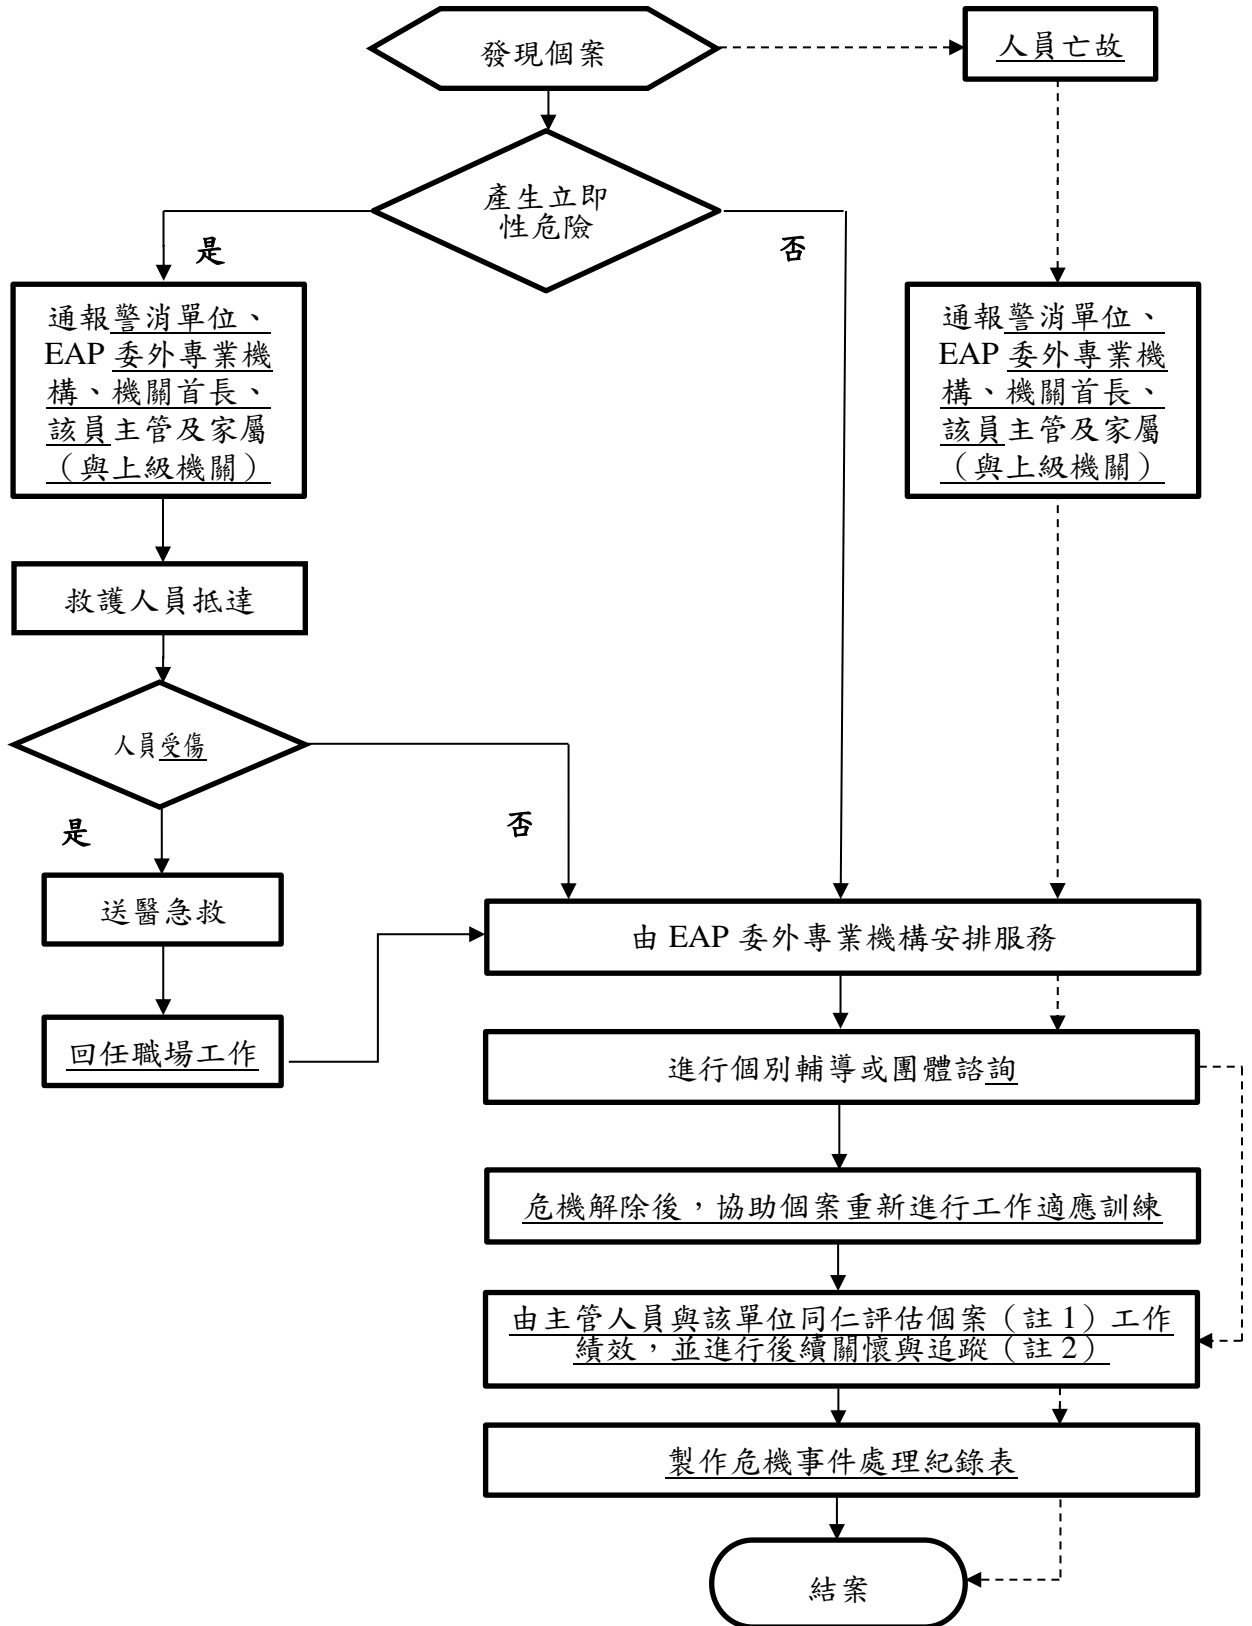 發現個案
人員亡故
產生立即
性危險
是
否
通報警消單位、
EAP 委外專業機
構、機關首長、
該員主管及家屬
（與上級機關）
通報警消單位、
EAP 委外專業機
構、機關首長、
該員主管及家屬
（與上級機關）
救護人員抵達
人員受傷
是
否
送醫急救
由 EAP 委外專業機構安排服務
回任職場工作
進行個別輔導或團體諮詢
危機解除後，協助個案重新進行工作適應訓練
由主管人員與該單位同仁評估個案（註 1）工作
績效，並進行後續關懷與追蹤（註 2）
製作危機事件處理紀錄表
結案